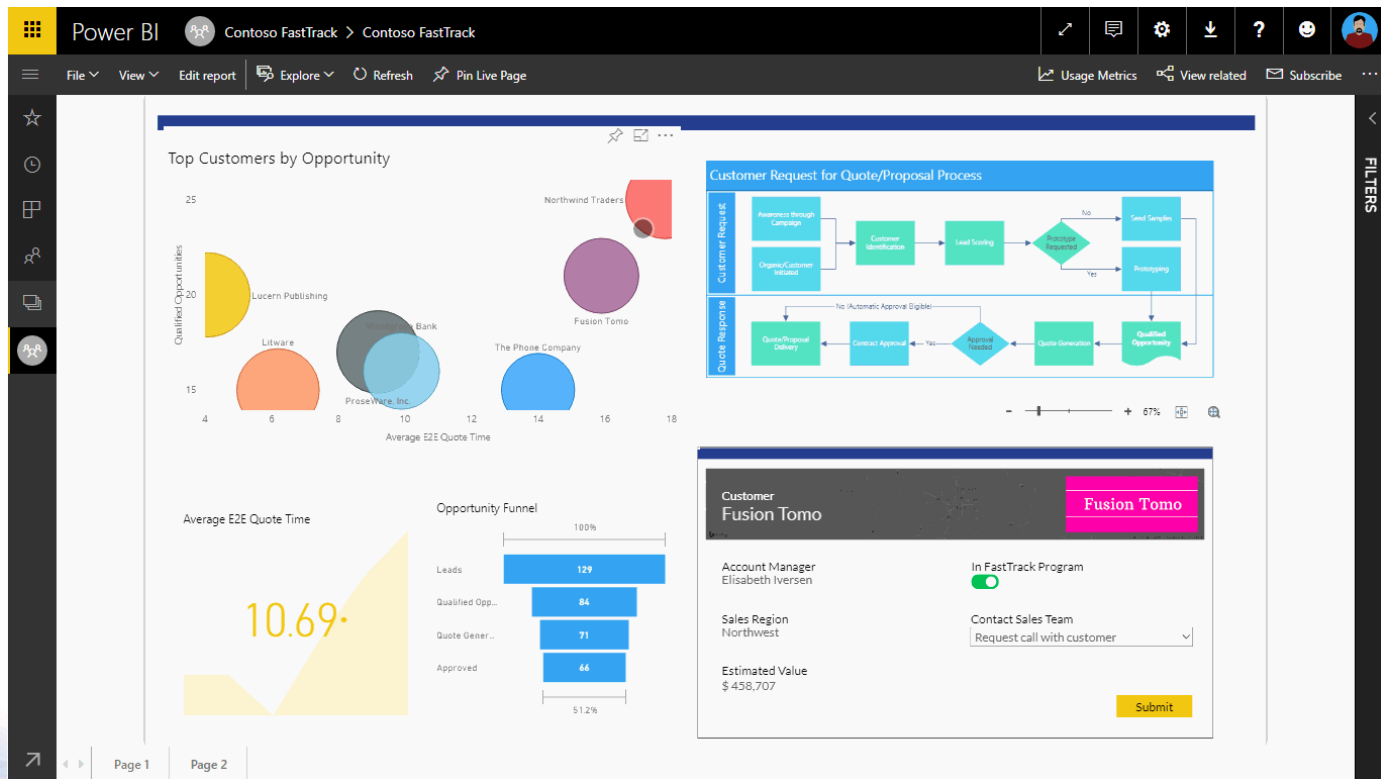 Power BI
Contoso FastTrack > Contoso FastTrack
?
File
View
Edit report
Explore
Refresh
Pin Live Page
Usage Metrics
View related
Subscribe
FILTERS
Top Customers by Opportunity
25
20
15
Qualified Opportunities
Northwind Traders
Lucern Publishing
Fusion Tomo
Bank
Litware
The Phone Company
ProseWare, Inc.
4 6 8 10 12 14 16 18
Average E2E Quote Time
Customer Request for Quote/Proposal Process
Customer Request
Awareness through
Campaign
Organic/Customer
Initiated
Customer
Identification
Lead Scoring
Prototype
Requested
No
Yes
Send Samples
Prototyping
Quote Response
No (Automatic Approval Eligible)
Quote/Proposal
Delivery
Contract Approval
Yes
Approval
Needed
Quote Generation
Qualified
Opportunity
- + 67%
Average E2E Quote Time
10.69
Opportunity Funnel
100%
Leads 129
Qualified Opp... 84
Quote Gener... 71
Approved 66
51.2%
Customer
Fusion Tomo
Fusion Tomo
Account Manager
Elisabeth Iversen
In FastTrack Program
Sales Region
Northwest
Contact Sales Team
Request call with customer
Estimated Value
$ 458,707
Submit
Page 1
Page 2